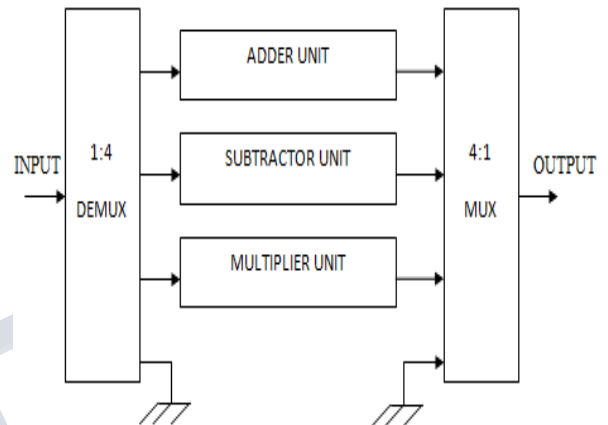 ADDER UNIT
INPUT
1:4
DEMUX
SUBTRACTOR UNIT
4:1
MUX
OUTPUT
MULTIPLIER UNIT